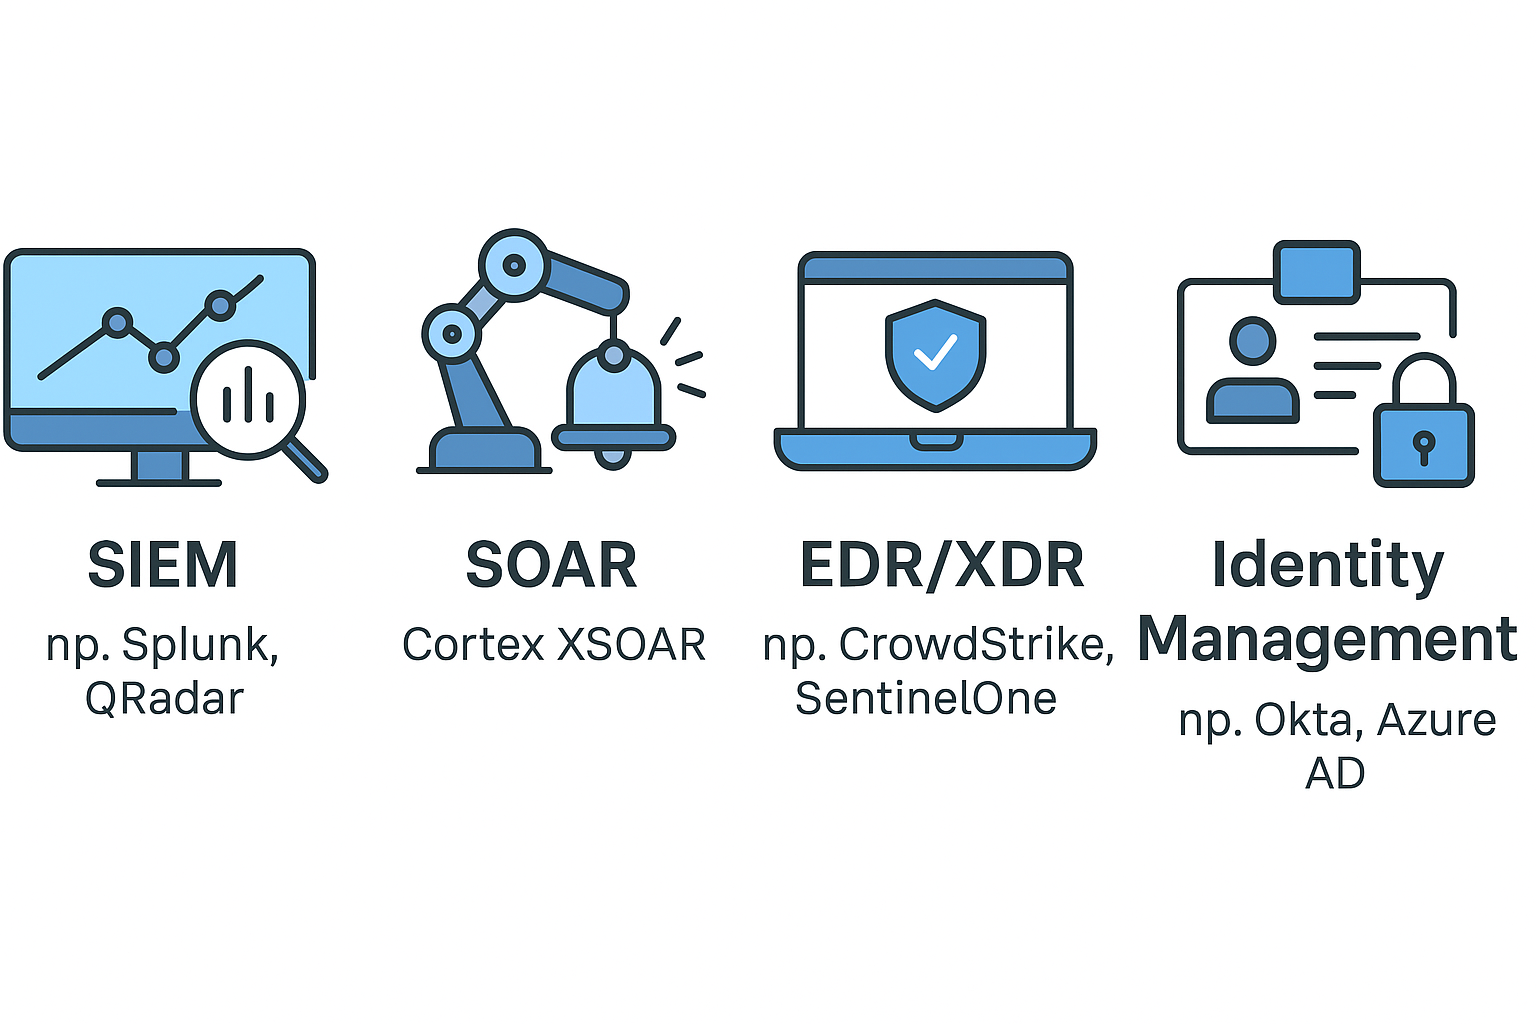 SIEM
np. Splunk,
QRadar
SOAR
Cortex XSOAR
EDR/XDR
np. CrowdStrike,
SentinelOne
Identity
Management
np. Okta, Azure
AD